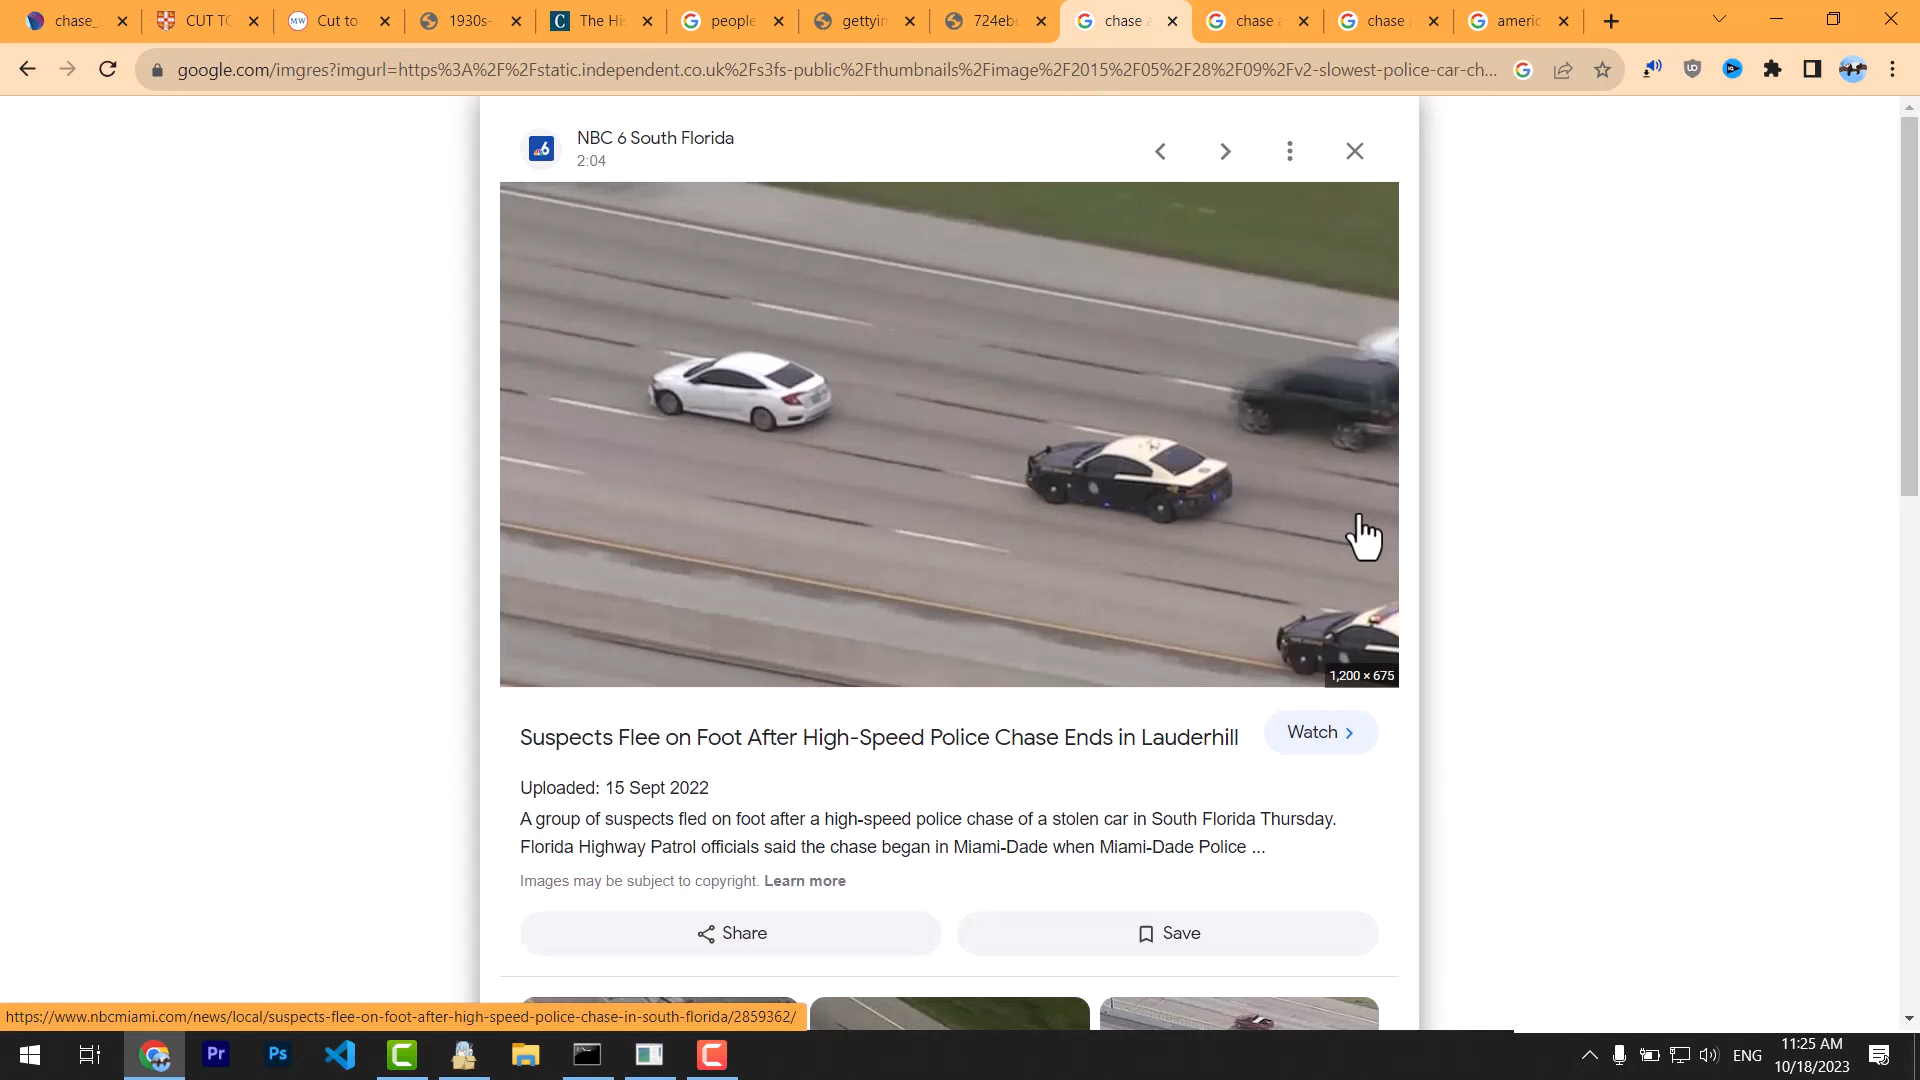 chase_
CUT TO
Cut to
1930s-
The His
people
gettyin
724ebe
chase a
chase a
chase a
americ
google.com/imgres?imgurl=https%3A%2F%2Fstatic.independent.co.uk%2Fs3fs-public%2Fthumbnails%2Fimage%2F2015%2F05%2F28%2F09%2Fv2-slowest-police-car-ch...
NBC 6 South Florida
2:04
1,200 × 675
Suspects Flee on Foot After High-Speed Police Chase Ends in Lauderhill
Watch
Uploaded: 15 Sept 2022
A group of suspects fled on foot after a high-speed police chase of a stolen car in South Florida Thursday.
Florida Highway Patrol officials said the chase began in Miami-Dade when Miami-Dade Police ...
Images may be subject to copyright. Learn more
Share
Save
https://www.nbcmiami.com/news/local/suspects-flee-on-foot-after-high-speed-police-chase-in-south-florida/2859362/
Pr
Ps
ENG
11:25 AM
10/18/2023